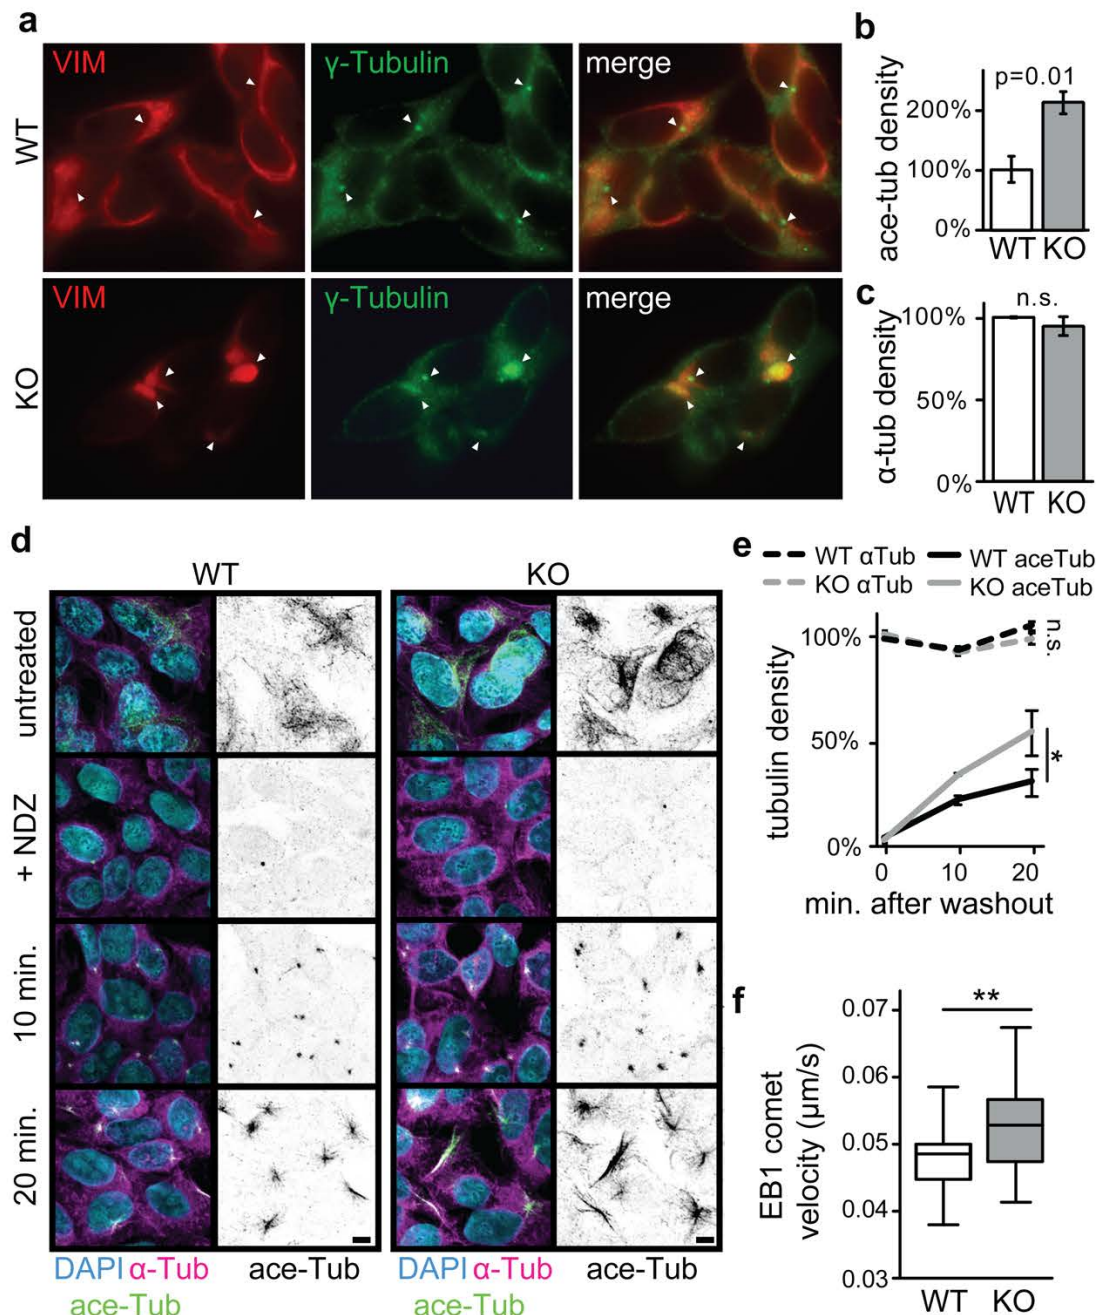 a
VIM
γ-Tubulin
merge
WT
VIM
γ-Tubulin
merge
KO
b
p=0.01
ace-tub density
200%
100%
0%
WT KO
c
n.s.
α-tub density
100%
50%
0%
WT KO
d
WT
KO
untreated
+ NDZ
10 min.
20 min.
DAPI α-Tub
ace-Tub
ace-Tub
DAPI α-Tub
ace-Tub
ace-Tub
e
WT αTub
WT aceTub
KO αTub
KO aceTub
tubulin density
100%
50%
0%
n.s.
*
0 10 20
min. after washout
f
**
EB1 comet
velocity (μm/s)
0.07
0.06
0.05
0.04
0.03
WT KO